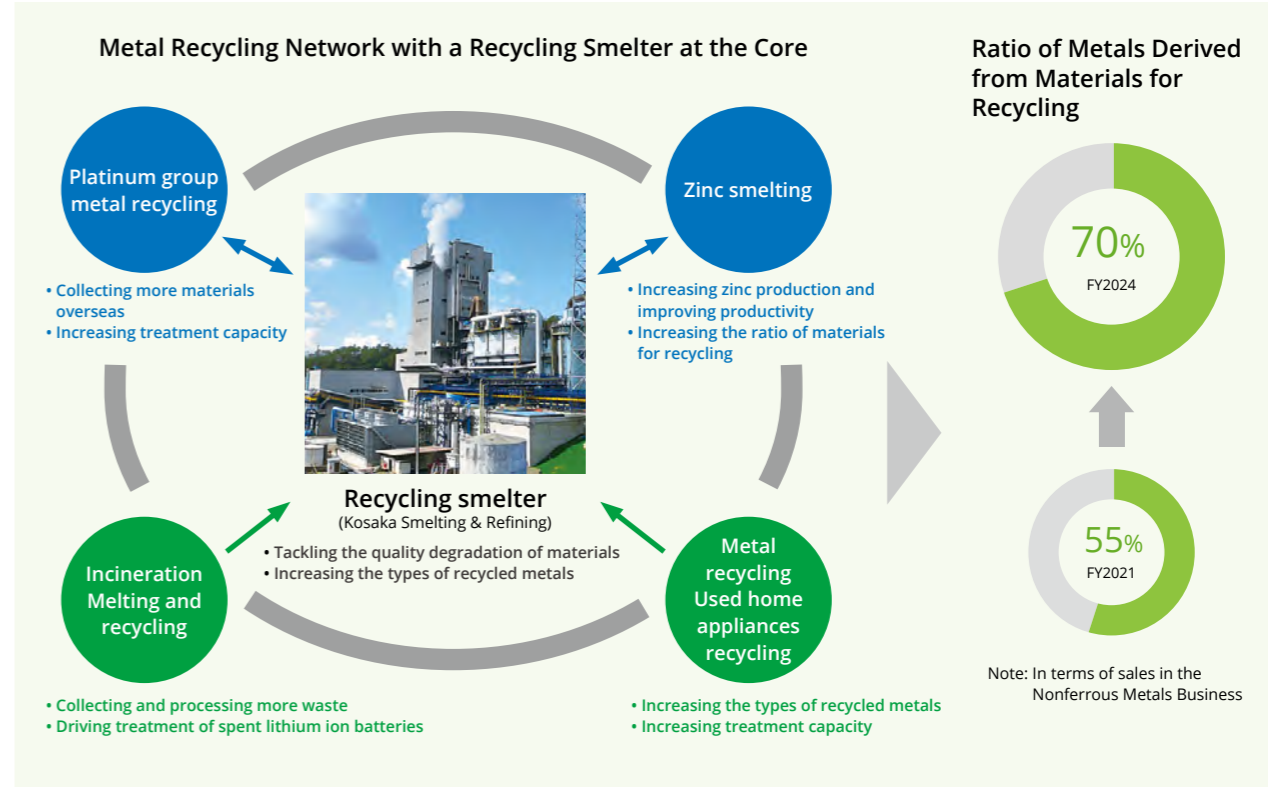 Metal Recycling Network with a Recycling Smelter at the Core
Platinum group
metal recycling
• Collecting more materials
overseas
• Increasing treatment capacity
Zinc smelting
• Increasing zinc production and
improving productivity
• Increasing the ratio of materials
for recycling
Recycling smelter
(Kosaka Smelting & Refining)
• Tackling the quality degradation of materials
• Increasing the types of recycled metals
Incineration
Melting and
recycling
• Collecting and processing more waste
• Driving treatment of spent lithium ion batteries
Metal
recycling
Used home
appliances
recycling
• Increasing the types of recycled metals
• Increasing treatment capacity
Ratio of Metals Derived
from Materials for
Recycling
70%
FY2024
55%
FY2021
Note: In terms of sales in the
Nonferrous Metals Business